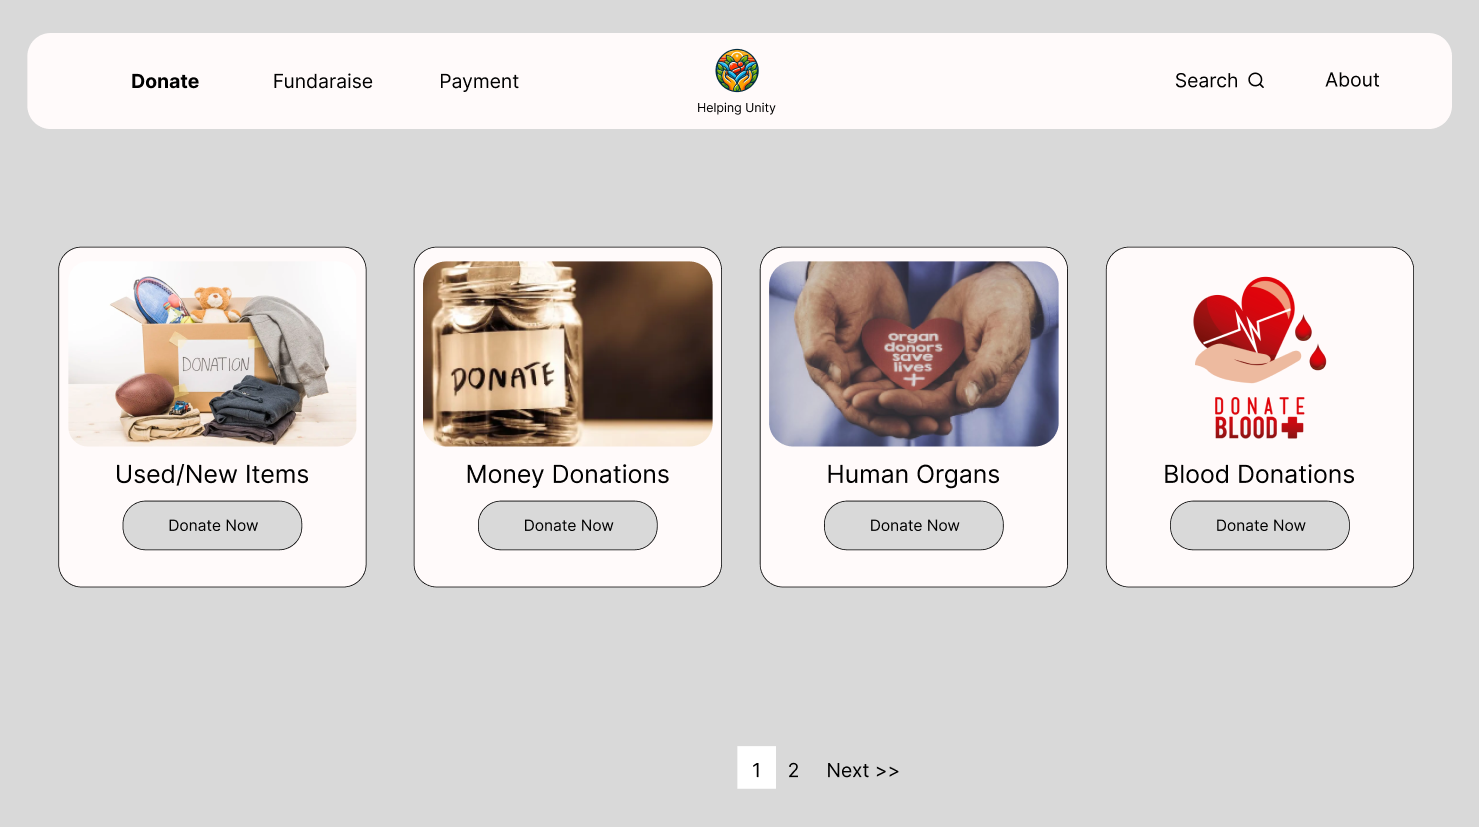 Donate
Fundaraise
Payment
Helping Unity
Search
About
DONATION
DONATE
organ
donors
save
lives
DONATE
BLOOD
Used/New Items
Money Donations
Human Organs
Blood Donations
Donate Now
Donate Now
Donate Now
Donate Now
1 2 Next >>